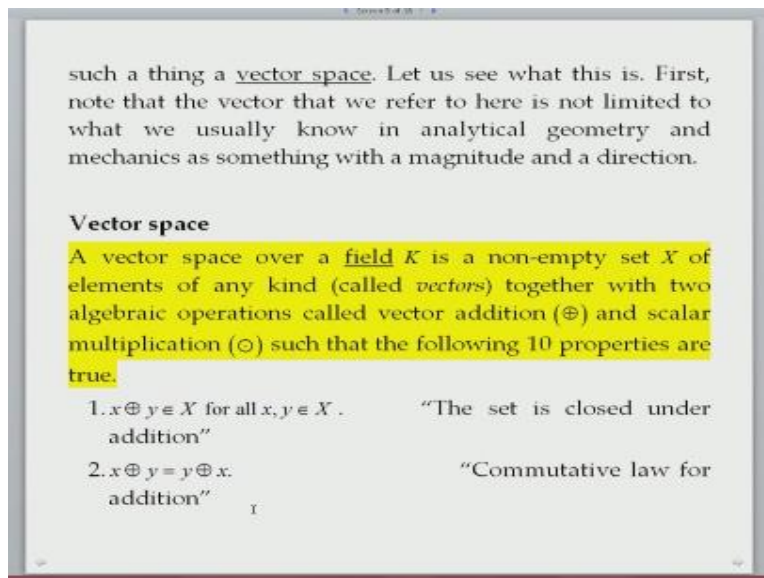 such a thing a vector space. Let us see what this is. First,
note that the vector that we refer to here is not limited to
what we usually know in analytical geometry and
mechanics as something with a magnitude and a direction.
Vector space
A vector space over a field K is a non-empty set X of
elements of any kind (called vectors) together with two
algebraic operations called vector addition (⊕) and scalar
multiplication (⊙) such that the following 10 properties are
true.
1. x ⊕ y ∈ X for all x, y ∈ X . "The set is closed under
addition"
2. x ⊕ y = y ⊕ x. "Commutative law for
addition"